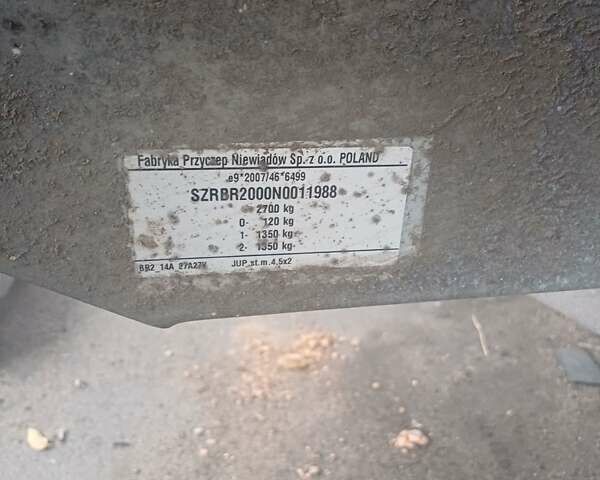 Fabryka Przyczep Niewiadów Sp. z o.o. POLAND
e9*2007/46*6499
SZRBR2000N0011988
2700 kg
0- 120 kg
1- 1350 kg
2- 1350 kg
BR2_14A_27A27V JUP.st.m.4,5x2